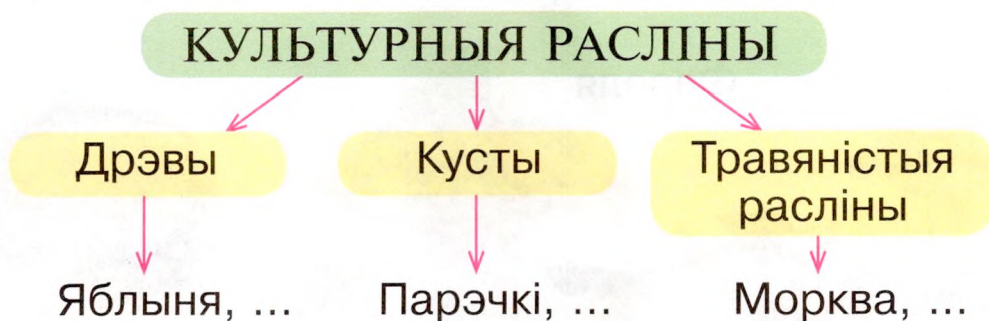 КУЛЬТУРНЫЯ РАСЛІНЫ
Дрэвы
Кусты
Травяністыя
расліны
Яблыня, ...
Парэчкі, ...
Морква, ...